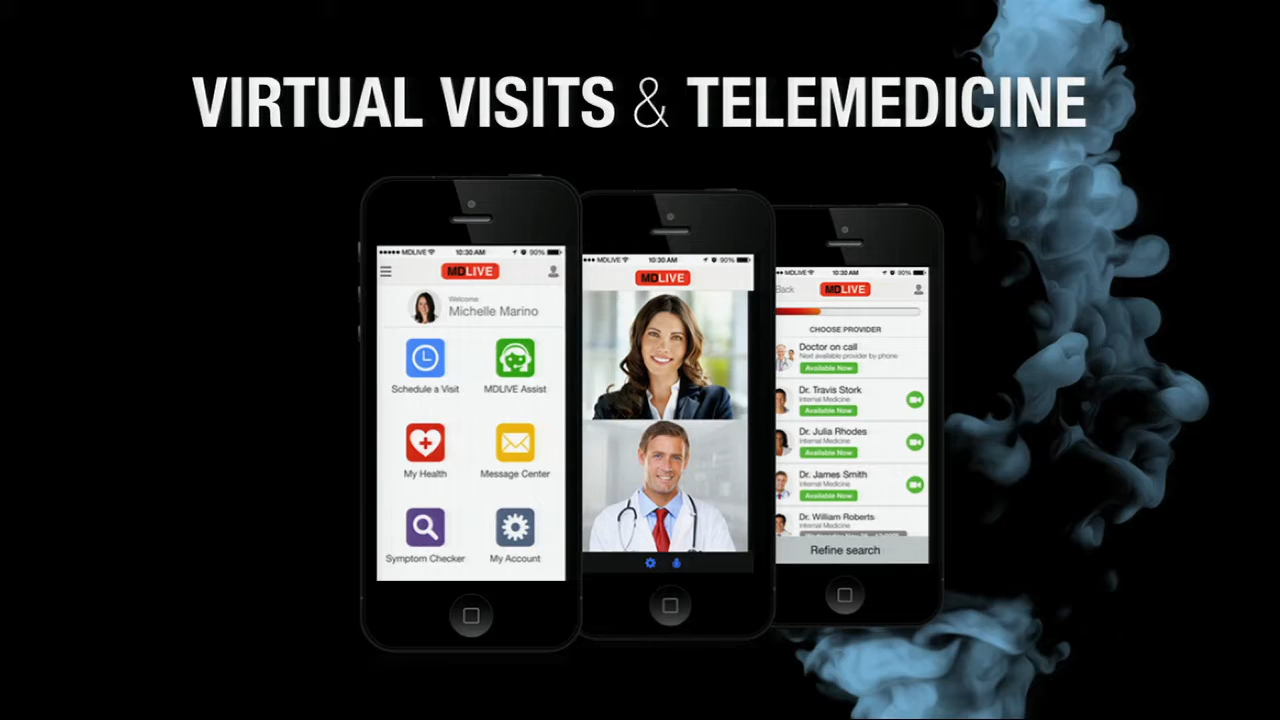 VIRTUAL VISITS & TELEMEDICINE
MDLIVE 10:30 AM 90%
MDLIVE
Welcome
Michelle Marino
Schedule a Visit MDLIVE Assist
My Health Message Center
Symptom Checker My Account
MDLIVE 10:30 AM 90%
MDLIVE
MDLIVE 10:30 AM 90%
Back MDLIVE
CHOOSE PROVIDER
Doctor on call
Next available provider by phone
Available Now
Dr. Travis Stork
Internal Medicine
Available Now
Dr. Julia Rhodes
Internal Medicine
Available Now
Dr. James Smith
Internal Medicine
Available Now
Dr. William Roberts
Internal Medicine
Refine search